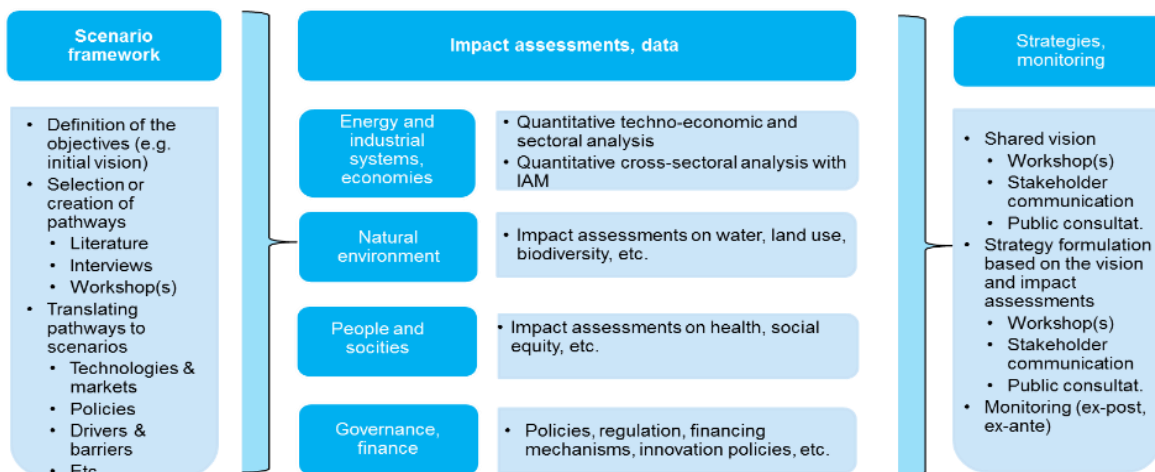 Scenario
framework
• Definition of the
objectives (e.g.
initial vision)
• Selection or
creation of
pathways
• Literature
• Interviews
• Workshop(s)
• Translating
pathways to
scenarios
• Technologies &
markets
• Policies
• Drivers &
barriers
• Etc
Impact assessments, data
Energy and
industrial
systems,
economies
• Quantitative techno-economic and
sectoral analysis
• Quantitative cross-sectoral analysis with
IAM
Natural
environment
• Impact assessments on water, land use,
biodiversity, etc.
People and
socities
• Impact assessments on health, social
equity, etc.
Governance,
finance
• Policies, regulation, financing
mechanisms, innovation policies, etc.
Strategies,
monitoring
• Shared vision
• Workshop(s)
• Stakeholder
communication
• Public consultat.
• Strategy formulation
based on the vision
and impact
assessments
• Workshop(s)
• Stakeholder
communication
• Public consultat.
• Monitoring (ex-post,
ex-ante)